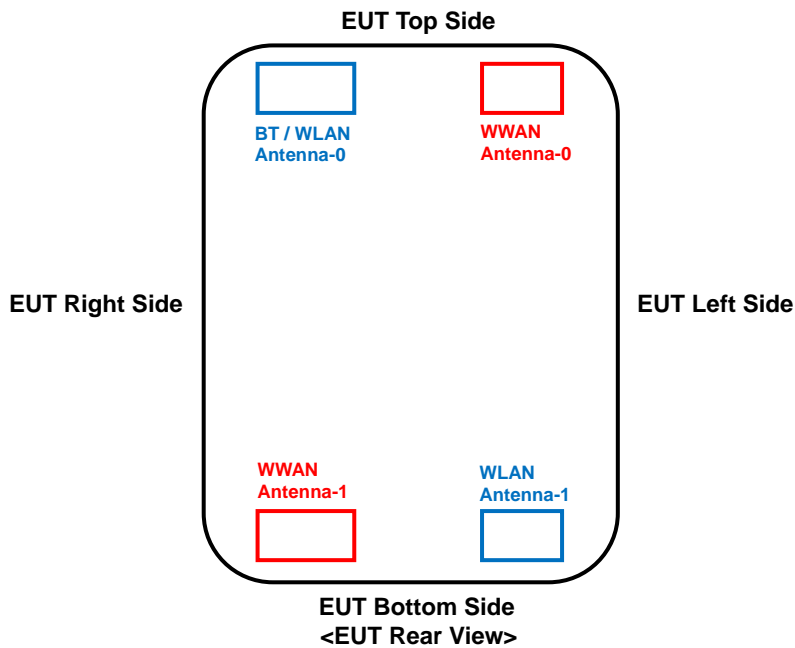 EUT Top Side
BT / WLAN
Antenna-0
WWAN
Antenna-0
EUT Right Side
EUT Left Side
WWAN
Antenna-1
WLAN
Antenna-1
EUT Bottom Side
<EUT Rear View>